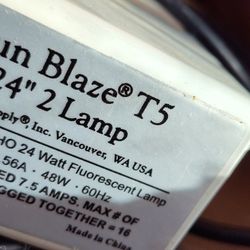 un Blaze® T5
24" 2 Lamp
pply®, Inc. Vancouver, WA USA
HO 24 Watt Fluorescent Lamp
.56A · 48W · 60Hz
ED 7.5 AMPS. MAX # OF
GGED TOGETHER = 16
Made in China